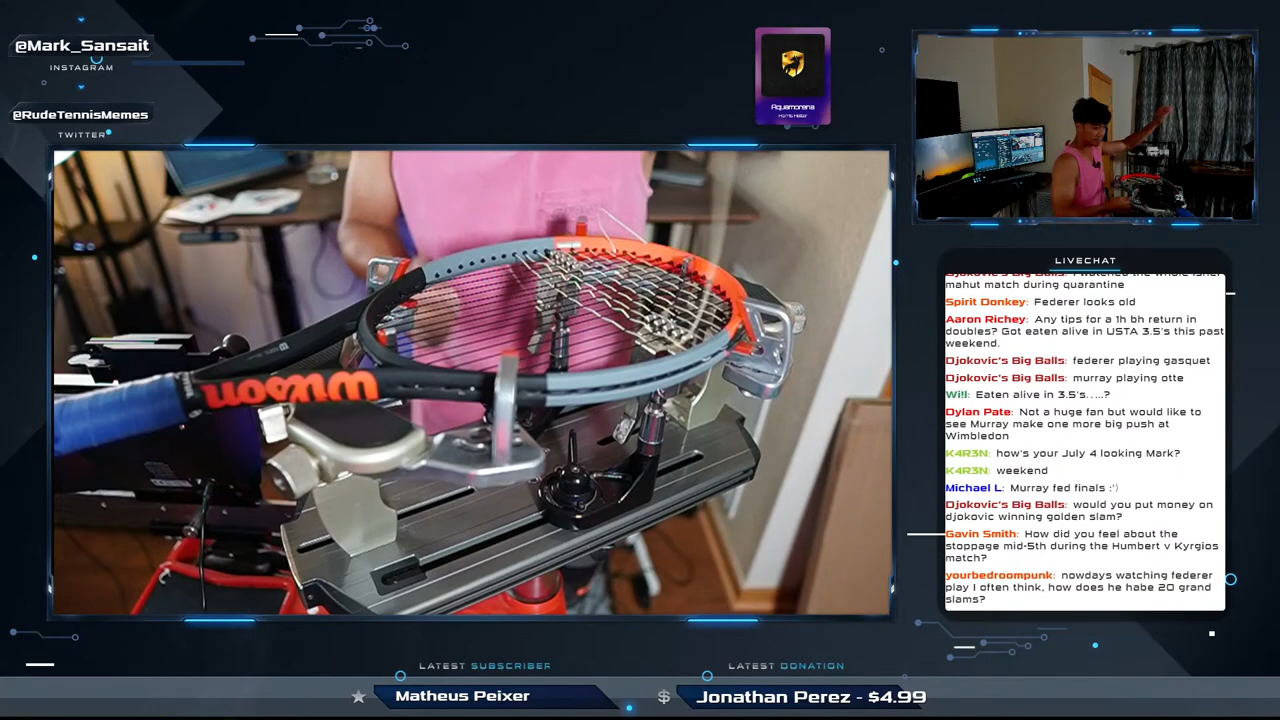 @Mark_Sansait
INSTAGRAM
@RudeTennisMemes
TWITTER
Aquamorena
wilson
LIVECHAT
mahut match during quarantine
Spirit Donkey: Federer looks old
Aaron Richey: Any tips for a 1h bh return in
doubles? Got eaten alive in USTA 3.5's this past
weekend.
Djokovic's Big Balls: federer playing gasquet
Djokovic's Big Balls: murray playing otte
Will: Eaten alive in 3.5's.....?
Dylan Pate: Not a huge fan but would like to
see Murray make one more big push at
Wimbledon
K4R3N: how's your July 4 looking Mark?
K4R3N: weekend
Michael L: Murray fed finals :')
Djokovic's Big Balls: would you put money on
djokovic winning golden slam?
Gavin Smith: How did you feel about the
stoppage mid-5th during the Humbert v Kyrgios
match?
yourbedroompunk: nowdays watching federer
play I often think, how does he habe 20 grand
slams?
LATEST SUBSCRIBER
Matheus Peixer
LATEST DONATION
$ Jonathan Perez - $4.99